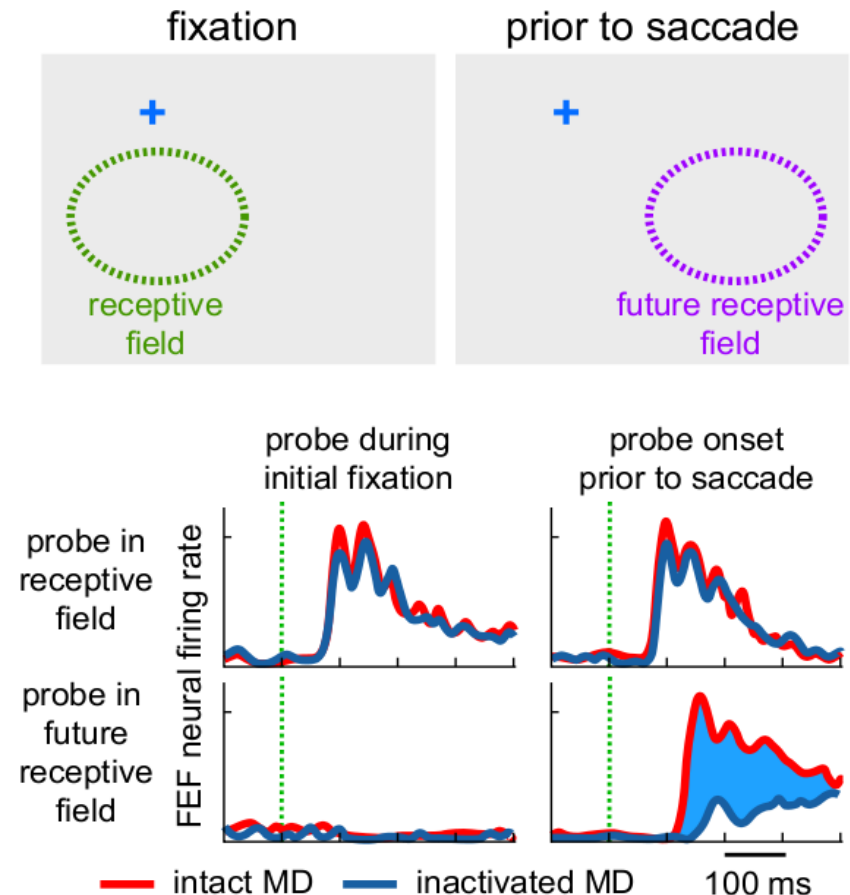 fixation
prior to saccade
receptive
field
future receptive
field
probe during
initial fixation
probe onset
prior to saccade
probe in
receptive
field
probe in
future
receptive
field
FEF neural firing rate
intact MD
inactivated MD
100 ms